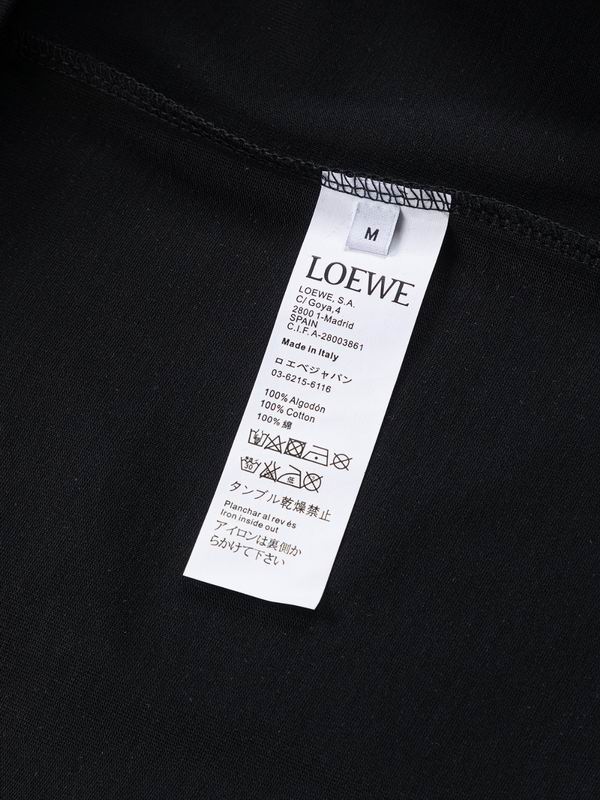 M
LOEWE
LOEWE, S.A.
C/ Goya,4
2800 1-Madrid
SPAIN
C.I.F. A-28003861
Made in Italy
ロエベジャパン
03-6215-6116
100% Algodón
100% Cotton
100% 綿
タンブル乾燥禁止
Planchar al rev és
Iron inside out
アイロンは裏側か
らかけて下さい